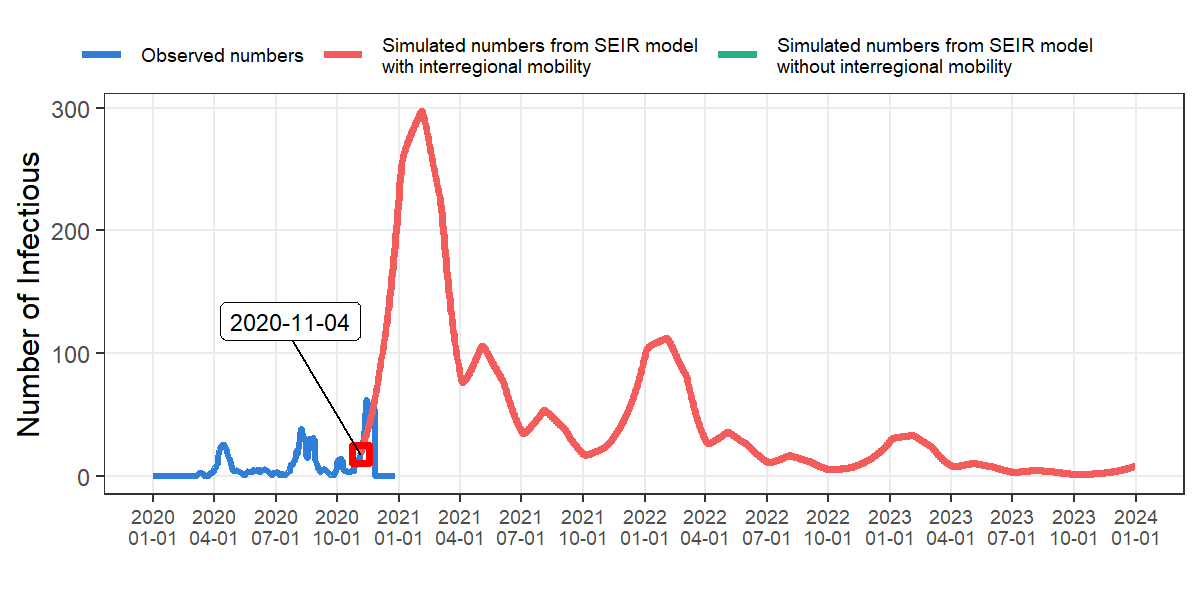 Observed numbers
Simulated numbers from SEIR model
with interregional mobility
Simulated numbers from SEIR model
without interregional mobility
Number of Infectious
300
200
100
0
2020-11-04
2020 2020 2020 2020 2021 2021 2021 2021 2022 2022 2022 2022 2023 2023 2023 2023 2024
01-01 04-01 07-01 10-01 01-01 04-01 07-01 10-01 01-01 04-01 07-01 10-01 01-01 04-01 07-01 10-01 01-01